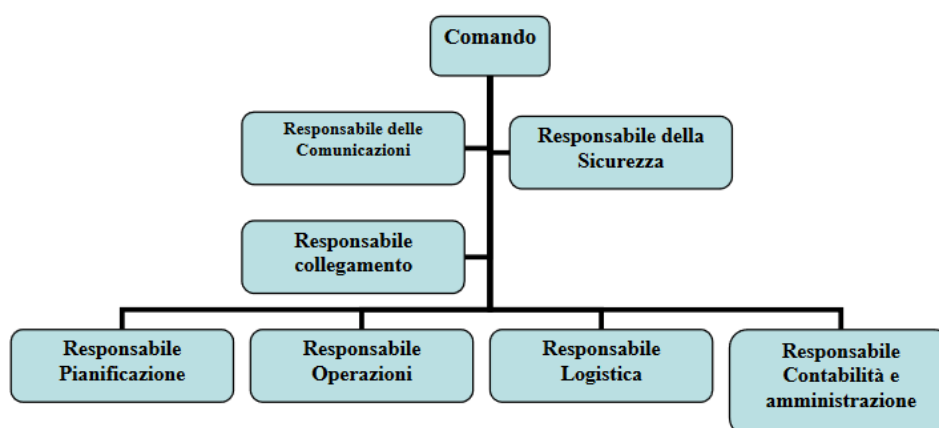 Comando
Responsabile delle
Comunicazioni
Responsabile della
Sicurezza
Responsabile
collegamento
Responsabile
Pianificazione
Responsabile
Operazioni
Responsabile
Logistica
Responsabile
Contabilità e
amministrazione